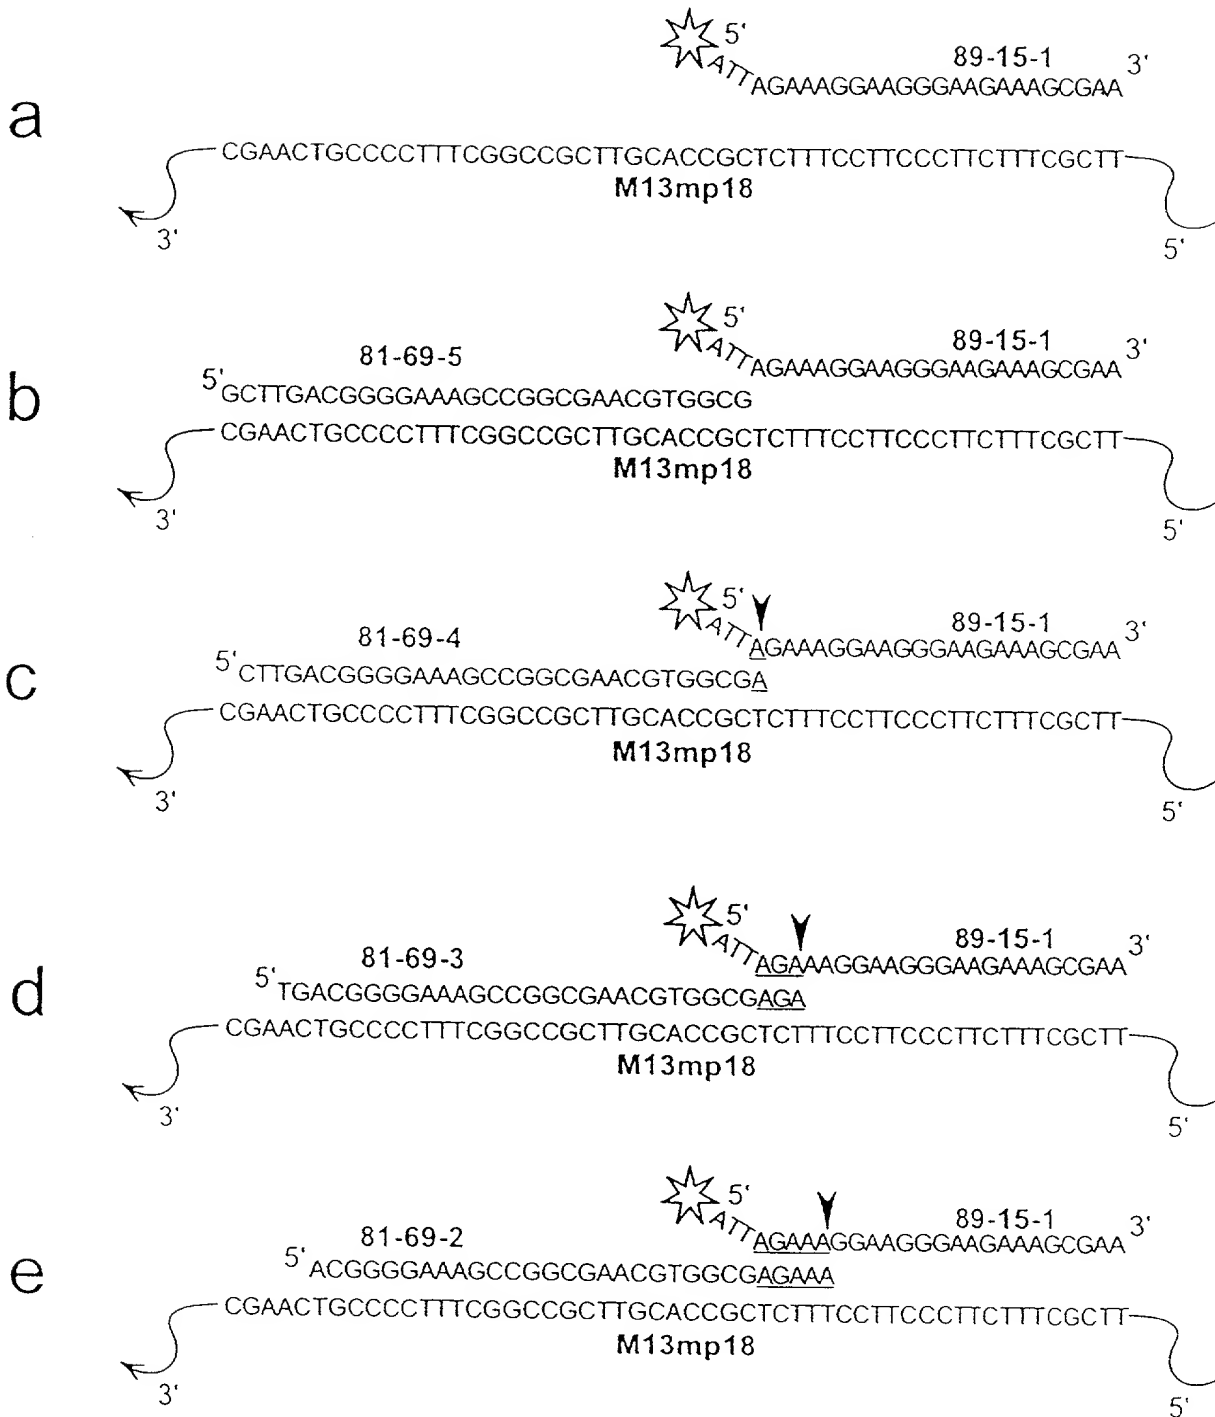 a
5'
89-15-1
3'
ATTAGAAAGGAAGGGAAGAAAGCGAA
CGAACTGCCCCTTTCGGCCGCTTGCACCGCTCTTTCCTTCCCTTCTTTCGCTT
M13mp18
3'
5'
b
81-69-5
5'
89-15-1
3'
ATTAGAAAGGAAGGGAAGAAAGCGAA
5'
GCTTGACGGGGAAAGCCGGCGAACGTGGCG
CGAACTGCCCCTTTCGGCCGCTTGCACCGCTCTTTCCTTCCCTTCTTTCGCTT
M13mp18
3'
5'
c
81-69-4
5'
89-15-1
3'
ATTAGAAAGGAAGGGAAGAAAGCGAA
5'
CTTGACGGGGAAAGCCGGCGAACGTGGCGA
CGAACTGCCCCTTTCGGCCGCTTGCACCGCTCTTTCCTTCCCTTCTTTCGCTT
M13mp18
3'
5'
d
81-69-3
5'
89-15-1
3'
ATTAGAAAGGAAGGGAAGAAAGCGAA
5'
TGACGGGGAAAGCCGGCGAACGTGGCGAGA
CGAACTGCCCCTTTCGGCCGCTTGCACCGCTCTTTCCTTCCCTTCTTTCGCTT
M13mp18
3'
5'
e
81-69-2
5'
89-15-1
3'
ATTAGAAAGGAAGGGAAGAAAGCGAA
5'
ACGGGGAAAGCCGGCGAACGTGGCGAGAAA
CGAACTGCCCCTTTCGGCCGCTTGCACCGCTCTTTCCTTCCCTTCTTTCGCTT
M13mp18
3'
5'